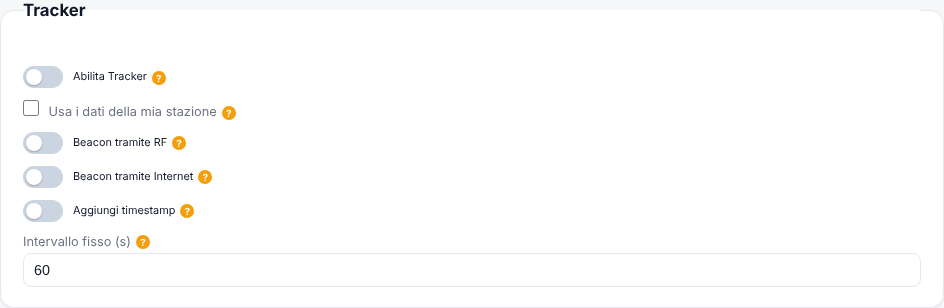 Tracker
Abilita Tracker ?
Usa i dati della mia stazione ?
Beacon tramite RF ?
Beacon tramite Internet ?
Aggiungi timestamp ?
Intervallo fisso (s) ?
60